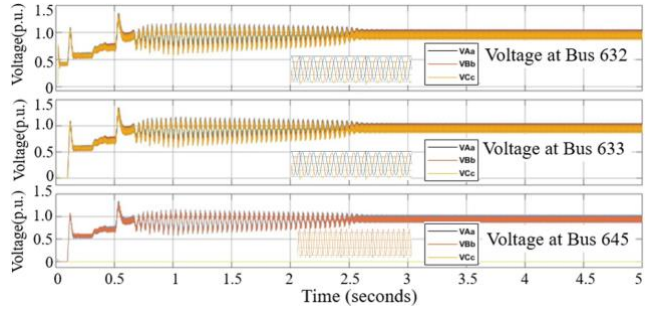 Voltage(p.u.)
1.5
1.0
0.5
0
VAa
VBb
VCc
Voltage at Bus 632
Voltage(p.u.)
1.5
1.0
0.5
0
VAa
VBb
VCc
Voltage at Bus 633
Voltage(p.u.)
1.5
1.0
0.5
0
VAa
VBb
VCc
Voltage at Bus 645
0 0.5 1 1.5 2 2.5 3 3.5 4 4.5 5
Time (seconds)